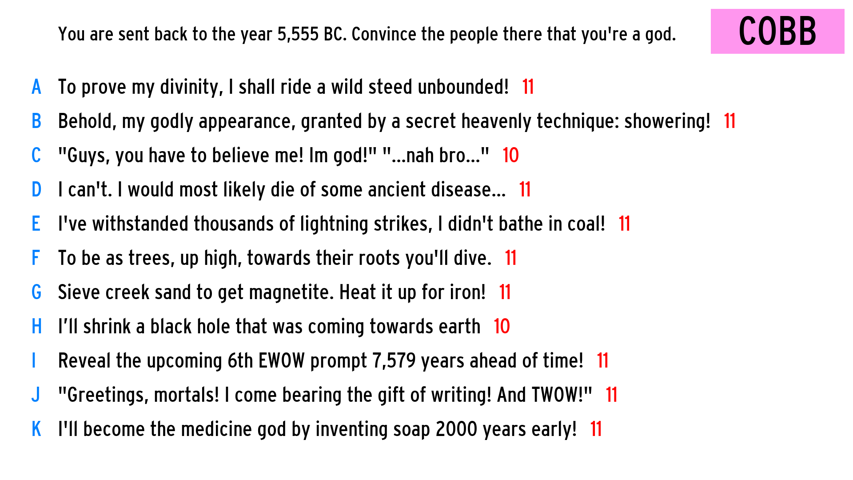 You are sent back to the year 5,555 BC. Convince the people there that you're a god.
COBB
A To prove my divinity, I shall ride a wild steed unbounded! 11
B Behold, my godly appearance, granted by a secret heavenly technique: showering! 11
C "Guys, you have to believe me! Im god!" "...nah bro..." 10
D I can't. I would most likely die of some ancient disease... 11
E I've withstanded thousands of lightning strikes, I didn't bathe in coal! 11
F To be as trees, up high, towards their roots you'll dive. 11
G Sieve creek sand to get magnetite. Heat it up for iron! 11
H I’ll shrink a black hole that was coming towards earth 10
I Reveal the upcoming 6th EWOW prompt 7,579 years ahead of time! 11
J "Greetings, mortals! I come bearing the gift of writing! And TWOW!" 11
K I'll become the medicine god by inventing soap 2000 years early! 11